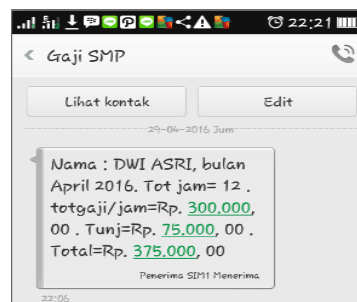 22:21
Gaji SMP
Lihat kontak Edit
29-04-2016 Jum
Nama : DWI ASRI, bulan
April 2016. Tot jam= 12 .
totgaji/jam=Rp. 300,000,
00 . Tunj=Rp. 75,000, 00 .
Total=Rp. 375,000, 00
Penerima SIM1 Menerima
22:06